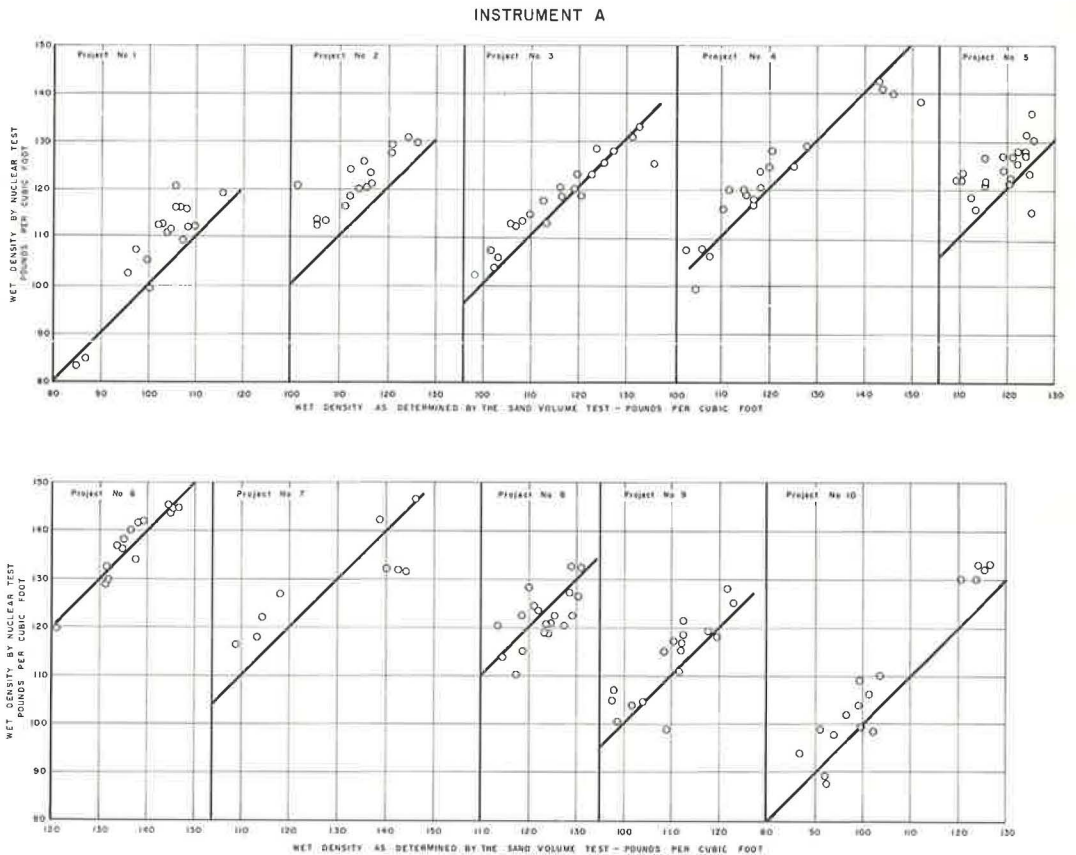 INSTRUMENT A
WET DENSITY BY NUCLEAR TEST
POUNDS PER CUBIC FOOT
Project No 1
Project No 2
Project No 3
Project No 4
Project No 5
150
140
130
120
110
100
90
80
80 90 100 110 120 100 110 120 130 100 110 120 130 100 110 120 130 140 150 110 120 130
WET DENSITY AS DETERMINED BY THE SAND VOLUME TEST - POUNDS PER CUBIC FOOT
WET DENSITY BY NUCLEAR TEST
POUNDS PER CUBIC FOOT
Project No 6
Project No 7
Project No 8
Project No 9
Project No 10
150
140
130
120
110
100
90
80
120 130 140 150 110 120 130 140 150 110 120 130 100 110 120 80 90 100 110 120 130
WET DENSITY AS DETERMINED BY THE SAND VOLUME TEST - POUNDS PER CUBIC FOOT